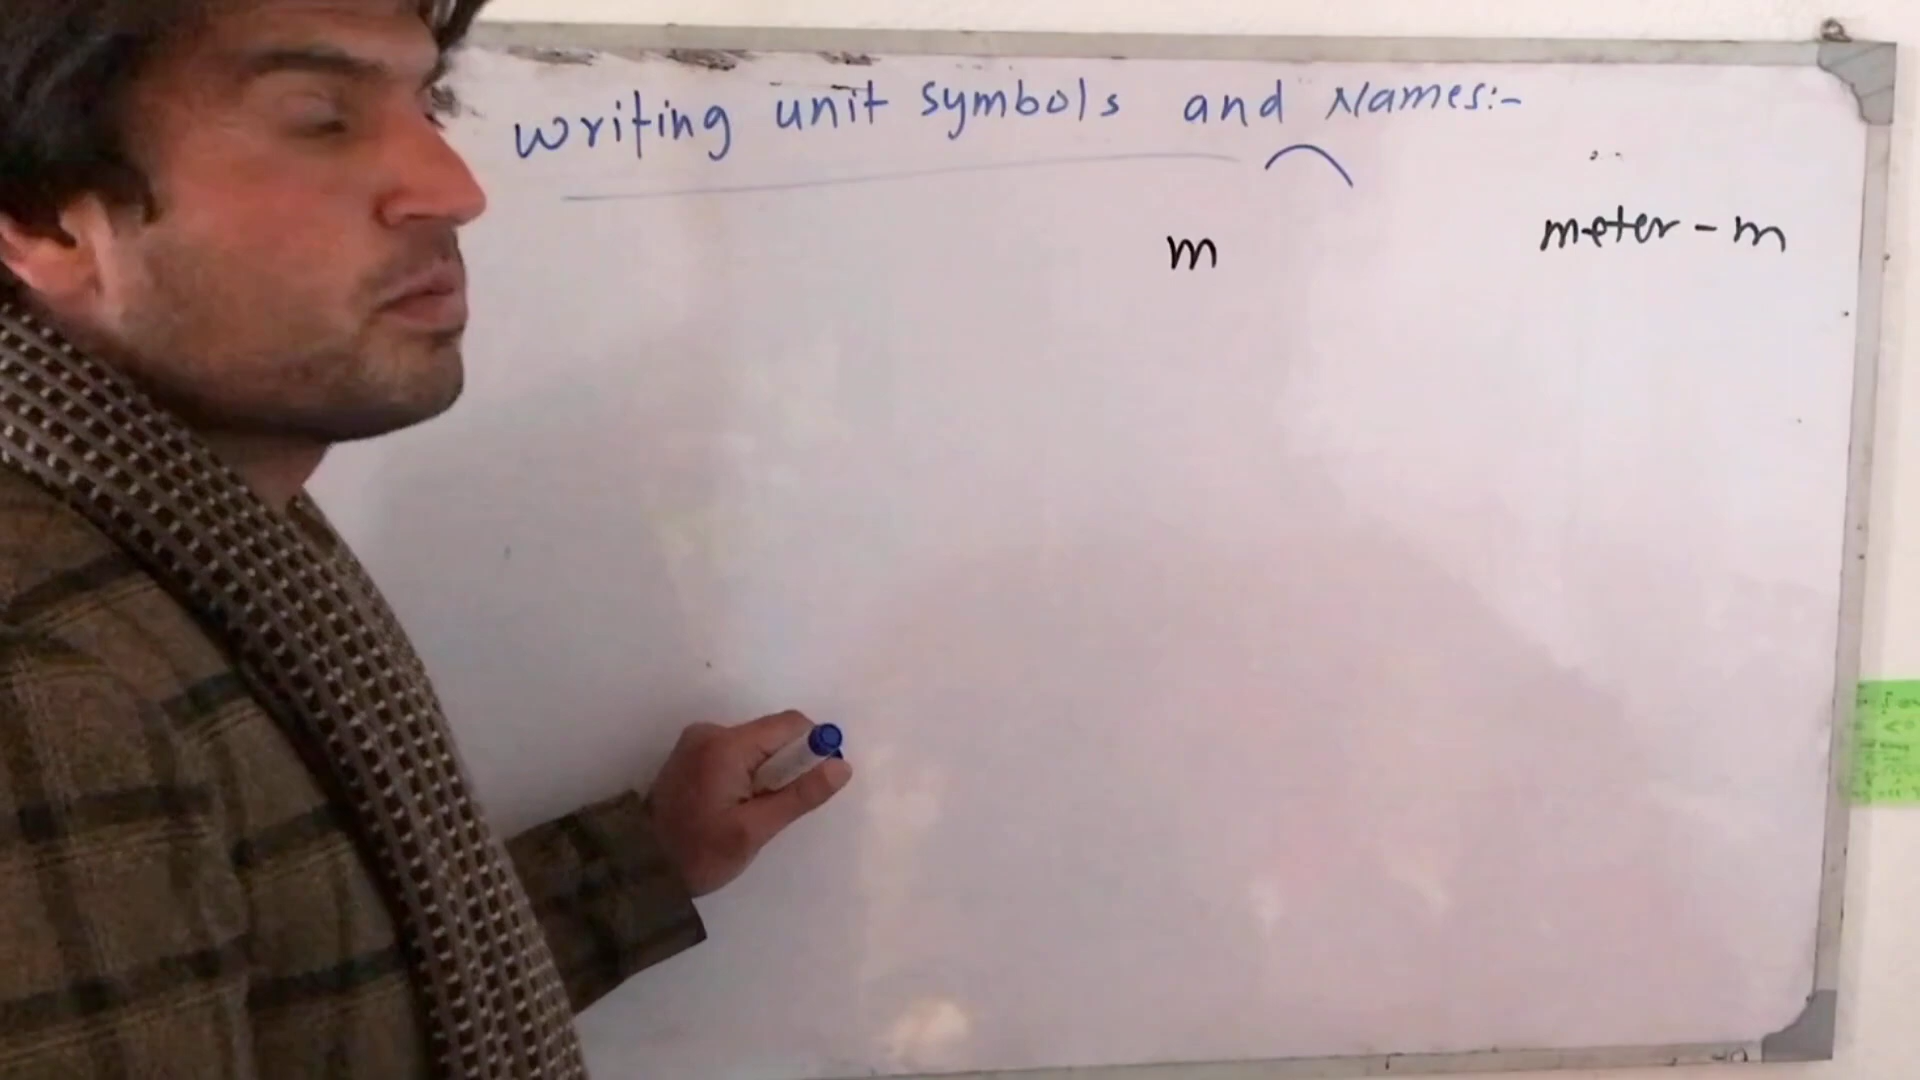 writing unit symbols and Names:-
m
meter - m